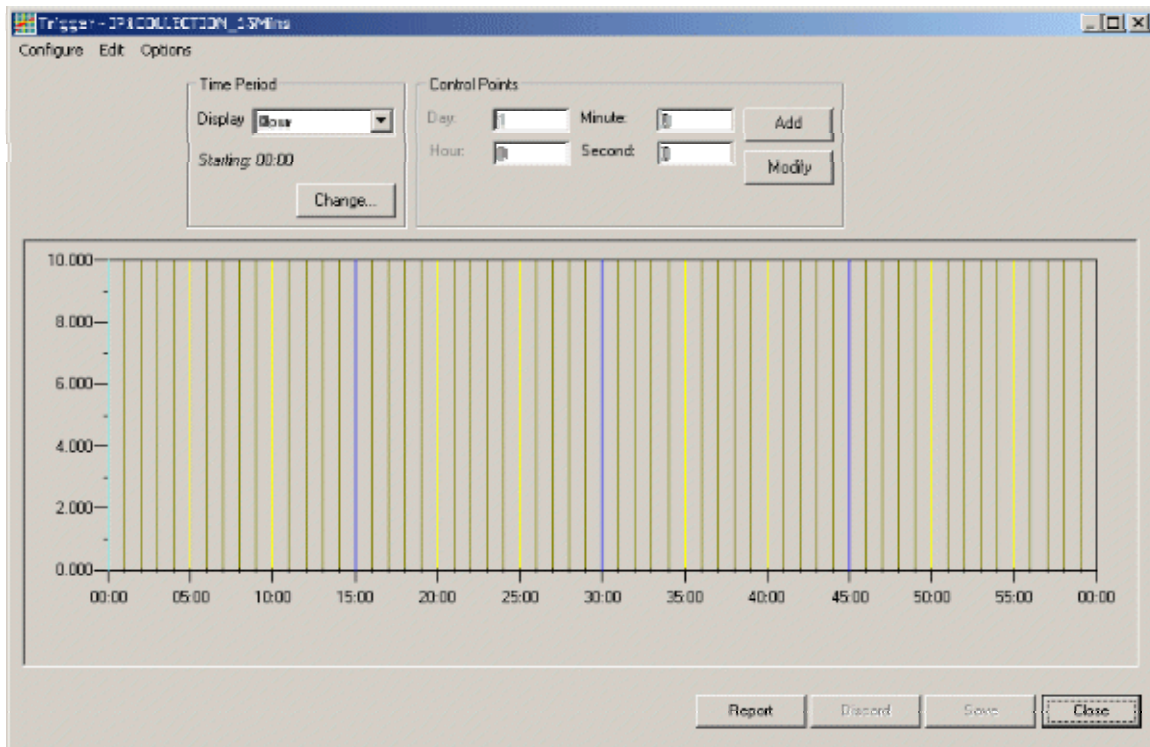 Trigger - IP&COLLECTION_15Mins
Configure Edit Options
Time Period
Display Hour
Starting: 00:00
Change...
Control Points
Day: 1 Minute: 0 Add
Hour: 0 Second: 0 Modify
10.000
8.000
6.000
4.000
2.000
0.000
00:00 05:00 10:00 15:00 20:00 25:00 30:00 35:00 40:00 45:00 50:00 55:00 00:00
Report Discard Save Close